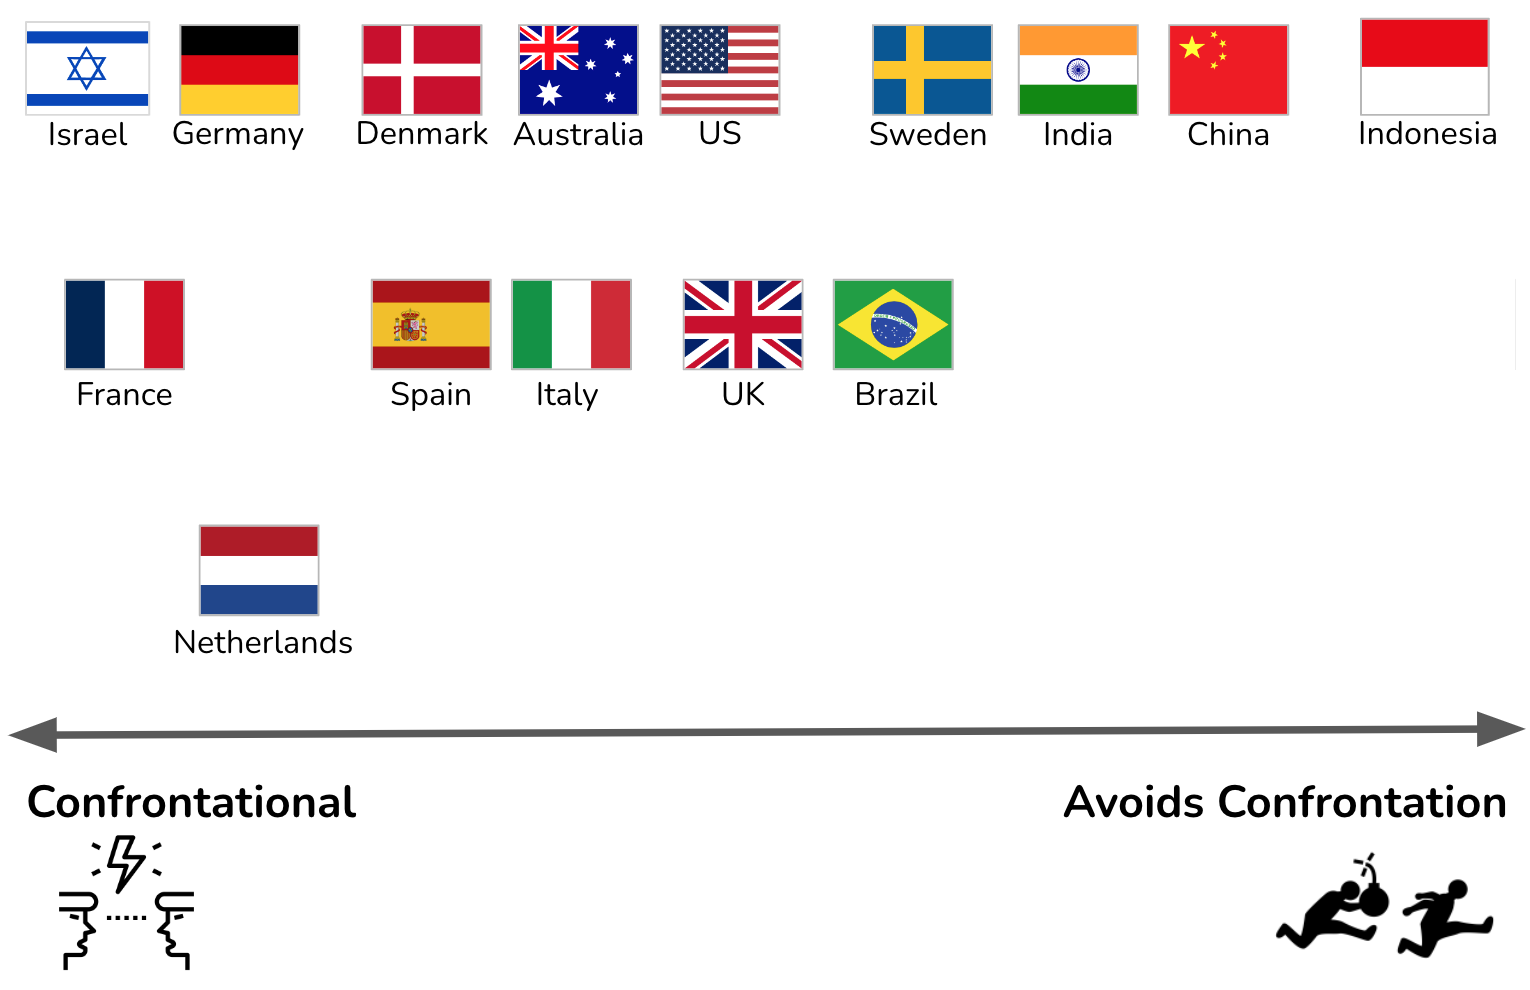 Israel Germany Denmark Australia US Sweden India China Indonesia
France Spain Italy UK Brazil
Netherlands
Confrontational Avoids Confrontation